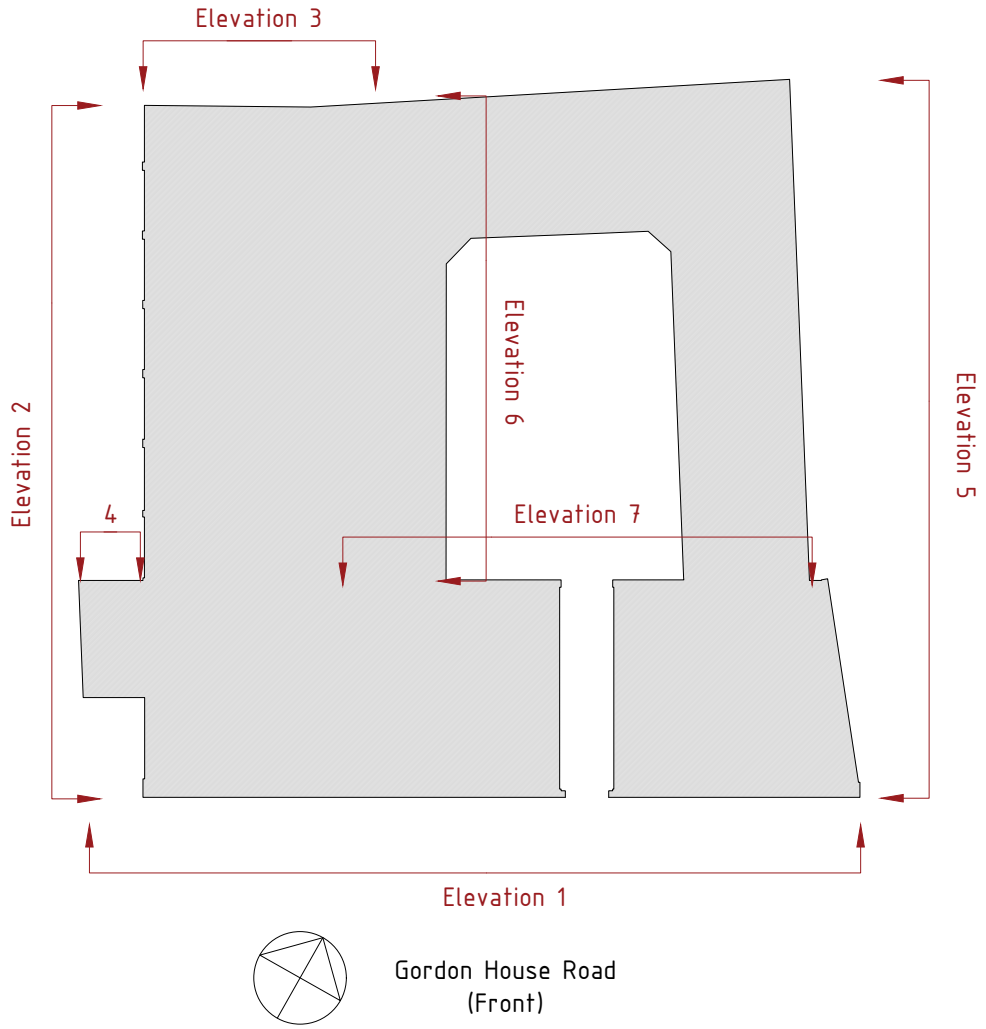 Elevation 3
Elevation 2
Elevation 6
Elevation 5
4
Elevation 7
Elevation 1
Gordon House Road
(Front)